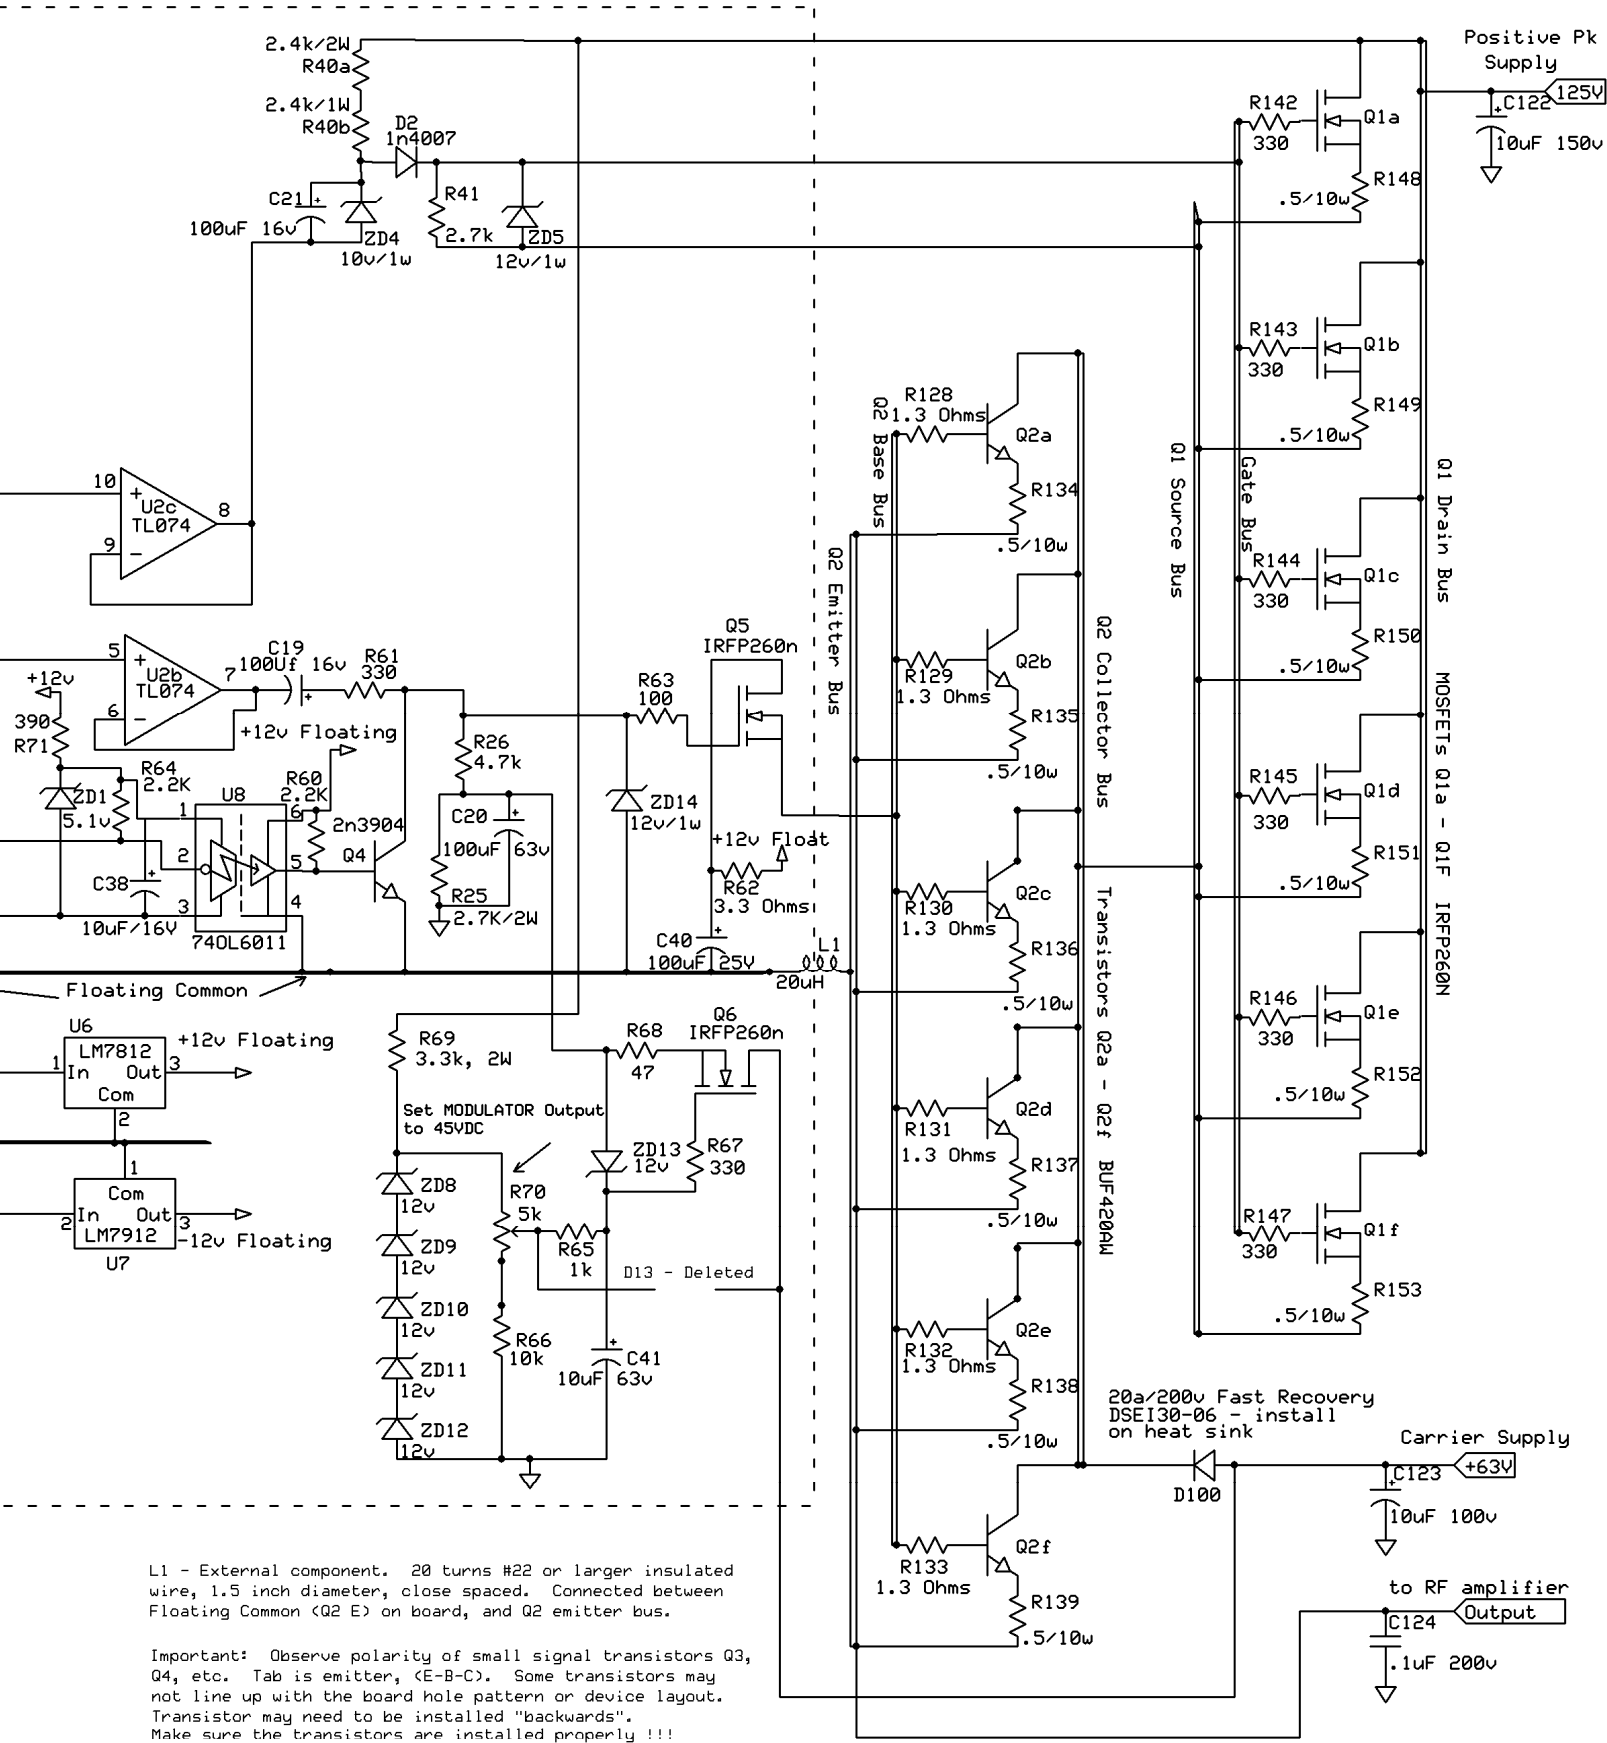 2.4k/2W
R40a
2.4k/1W
R40b
D2
1n4007
C21
+
100uF 16v
ZD4
10v/1w
R41
2.7k
ZD5
12v/1w
Positive Pk
Supply
125V
+
C122
10uF 150v
R142
330
Q1a
R148
.5/10w
R143
330
Q1b
R149
.5/10w
Q1 Source Bus
Gate Bus
Q1 Drain Bus
MOSFETs Q1a - Q1F IRFP260N
R144
330
Q1c
R150
.5/10w
R145
330
Q1d
R151
.5/10w
R146
330
Q1e
R152
.5/10w
R147
330
Q1f
R153
.5/10w
10
+
U2c
TL074
8
9
-
Q2 Base Bus
R128
1.3 Ohms
Q2a
R134
.5/10w
Q2 Emitter Bus
Q2 Collector Bus
Transistors Q2a - Q2f BUF420AW
R129
1.3 Ohms
Q2b
R135
.5/10w
R130
1.3 Ohms
Q2c
R136
.5/10w
R131
1.3 Ohms
Q2d
R137
.5/10w
R132
1.3 Ohms
Q2e
R138
.5/10w
R133
1.3 Ohms
Q2f
R139
.5/10w
5
+
U2b
TL074
7
6
-
C19
100Uf 16v
+
R61
330
+12v
390
R71
+12v Floating
ZD1
5.1v
R64
2.2K
R60
2.2K
U8
1
2
3
6
5
4
740L6011
C38
+
10uF/16V
2n3904
Q4
R26
4.7k
C20
+
100uF 63v
R25
2.7K/2W
R63
100
Q5
IRFP260n
ZD14
12v/1w
+12v Float
R62
3.3 Ohms
C40
+
100uF 25V
L1
20uH
Floating Common
U6
LM7812
1
In
Out
3
Com
2
+12v Floating
1
Com
2
In
Out
3
LM7912
U7
-12v Floating
R69
3.3k, 2W
R68
47
Q6
IRFP260n
Set MODULATOR Output
to 45VDC
ZD13
12v
R67
330
ZD8
12v
R70
5k
ZD9
12v
R65
1k
D13 - Deleted
ZD10
12v
R66
10k
ZD11
12v
+
C41
10uF 63v
ZD12
12v
20a/200v Fast Recovery
DSEI30-06 - install
on heat sink
D100
Carrier Supply
+63V
+
C123
10uF 100v
to RF amplifier
Output
C124
.1uF 200v
L1 - External component. 20 turns #22 or larger insulated
wire, 1.5 inch diameter, close spaced. Connected between
Floating Common (Q2 E) on board, and Q2 emitter bus.
Important: Observe polarity of small signal transistors Q3,
Q4, etc. Tab is emitter, (E-B-C). Some transistors may
not line up with the board hole pattern or device layout.
Transistor may need to be installed "backwards".
Make sure the transistors are installed properly !!!